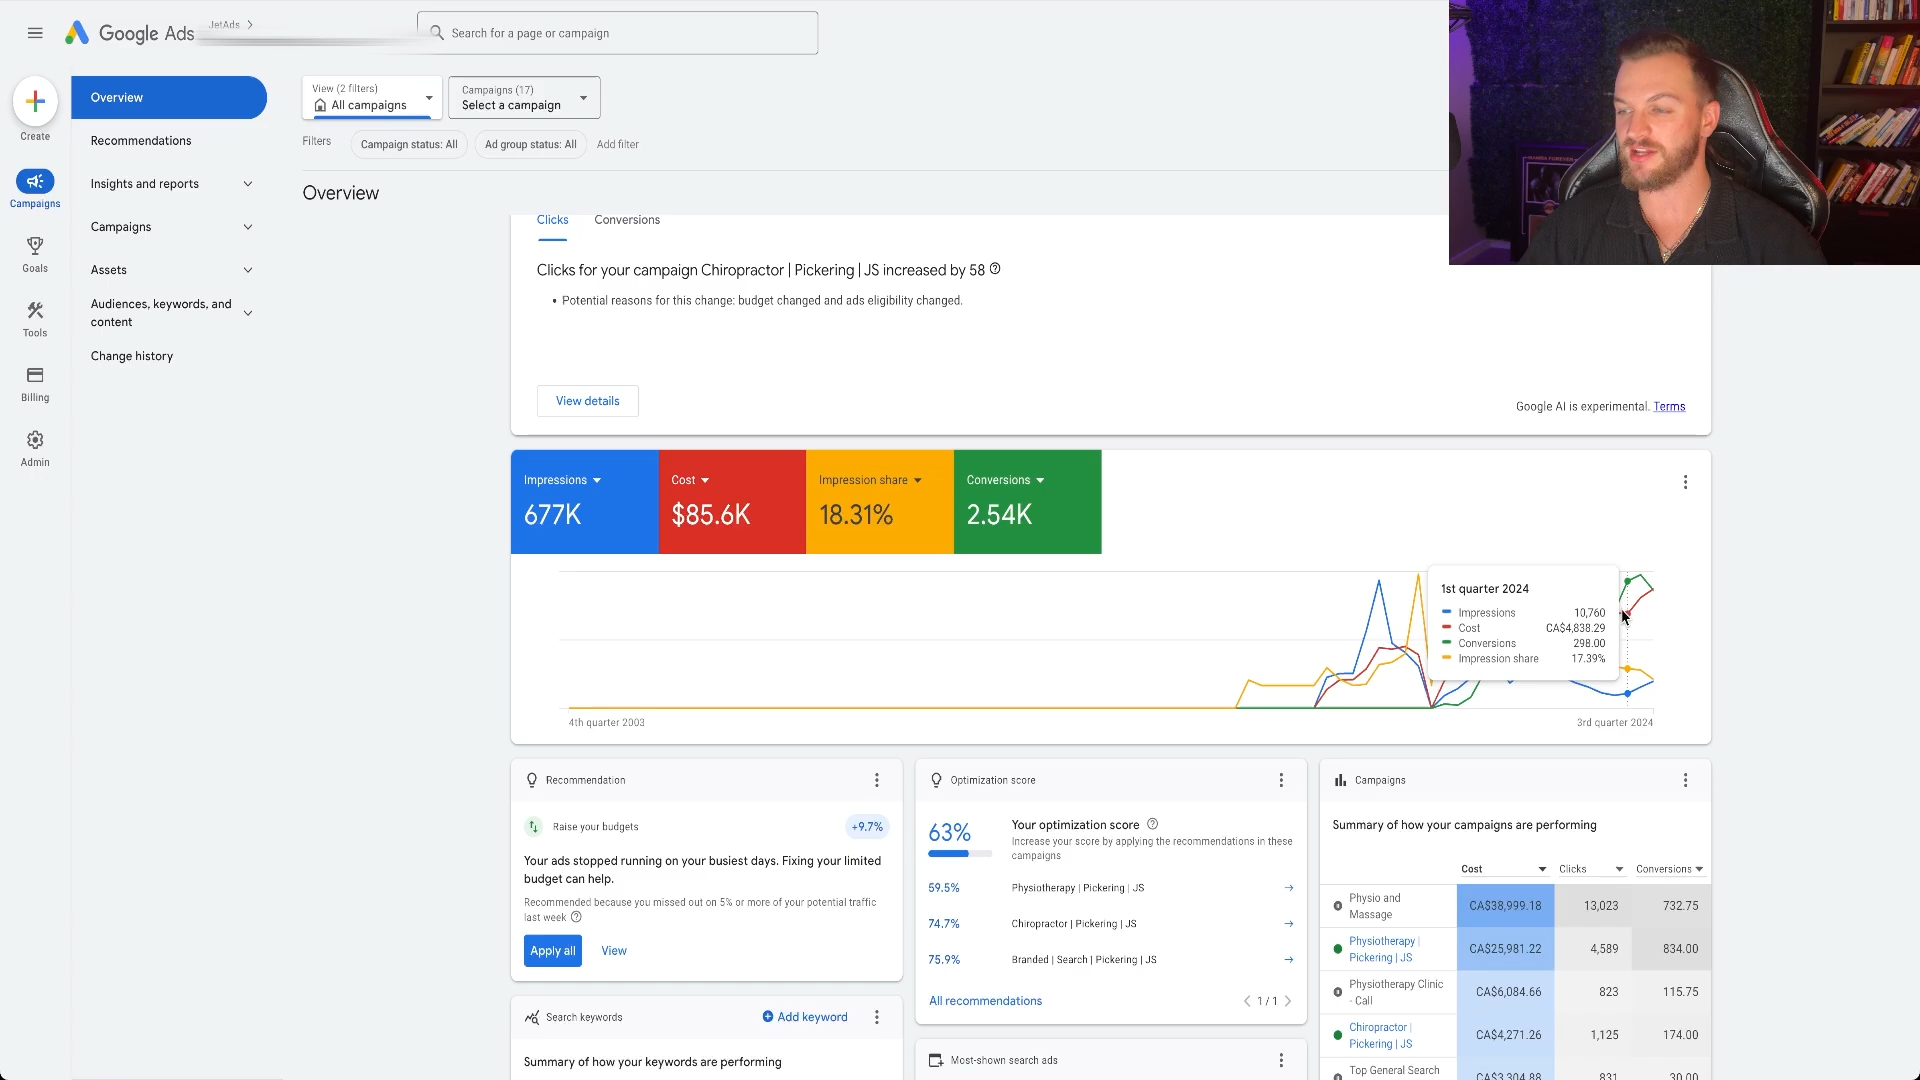 JetAds
Google Ads
Search for a page or campaign
Create
Campaigns
Goals
Tools
Billing
Admin
Overview
Recommendations
Insights and reports
Campaigns
Assets
Audiences, keywords, and
content
Change history
View (2 filters)
All campaigns
Campaigns (17)
Select a campaign
Filters
Campaign status: All
Ad group status: All
Add filter
Overview
Clicks
Conversions
Clicks for your campaign Chiropractor | Pickering | JS increased by 58
• Potential reasons for this change: budget changed and ads eligibility changed.
View details
Google AI is experimental. Terms
Impressions
677K
Cost
$85.6K
Impression share
18.31%
Conversions
2.54K
1st quarter 2024
Impressions 10,760
Cost CA$4,838.29
Conversions 298.00
Impression share 17.39%
4th quarter 2003
3rd quarter 2024
Recommendation
Raise your budgets
+9.7%
Your ads stopped running on your busiest days. Fixing your limited
budget can help.
Recommended because you missed out on 5% or more of your potential traffic
last week
Apply all
View
Search keywords
Add keyword
Summary of how your keywords are performing
Optimization score
63%
Your optimization score
Increase your score by applying the recommendations in these
campaigns
59.5% Physiotherapy | Pickering | JS
74.7% Chiropractor | Pickering | JS
75.9% Branded | Search | Pickering | JS
All recommendations
1 / 1
Most-shown search ads
Campaigns
Summary of how your campaigns are performing
Cost Clicks Conversions
Physio and
Massage
CA$38,999.18 13,023 732.75
Physiotherapy |
Pickering | JS
CA$25,981.22 4,589 834.00
Physiotherapy Clinic
- Call
CA$6,084.66 823 115.75
Chiropractor |
Pickering | JS
CA$4,271.26 1,125 174.00
Top General Search
CA$3,304.88 831 30.00